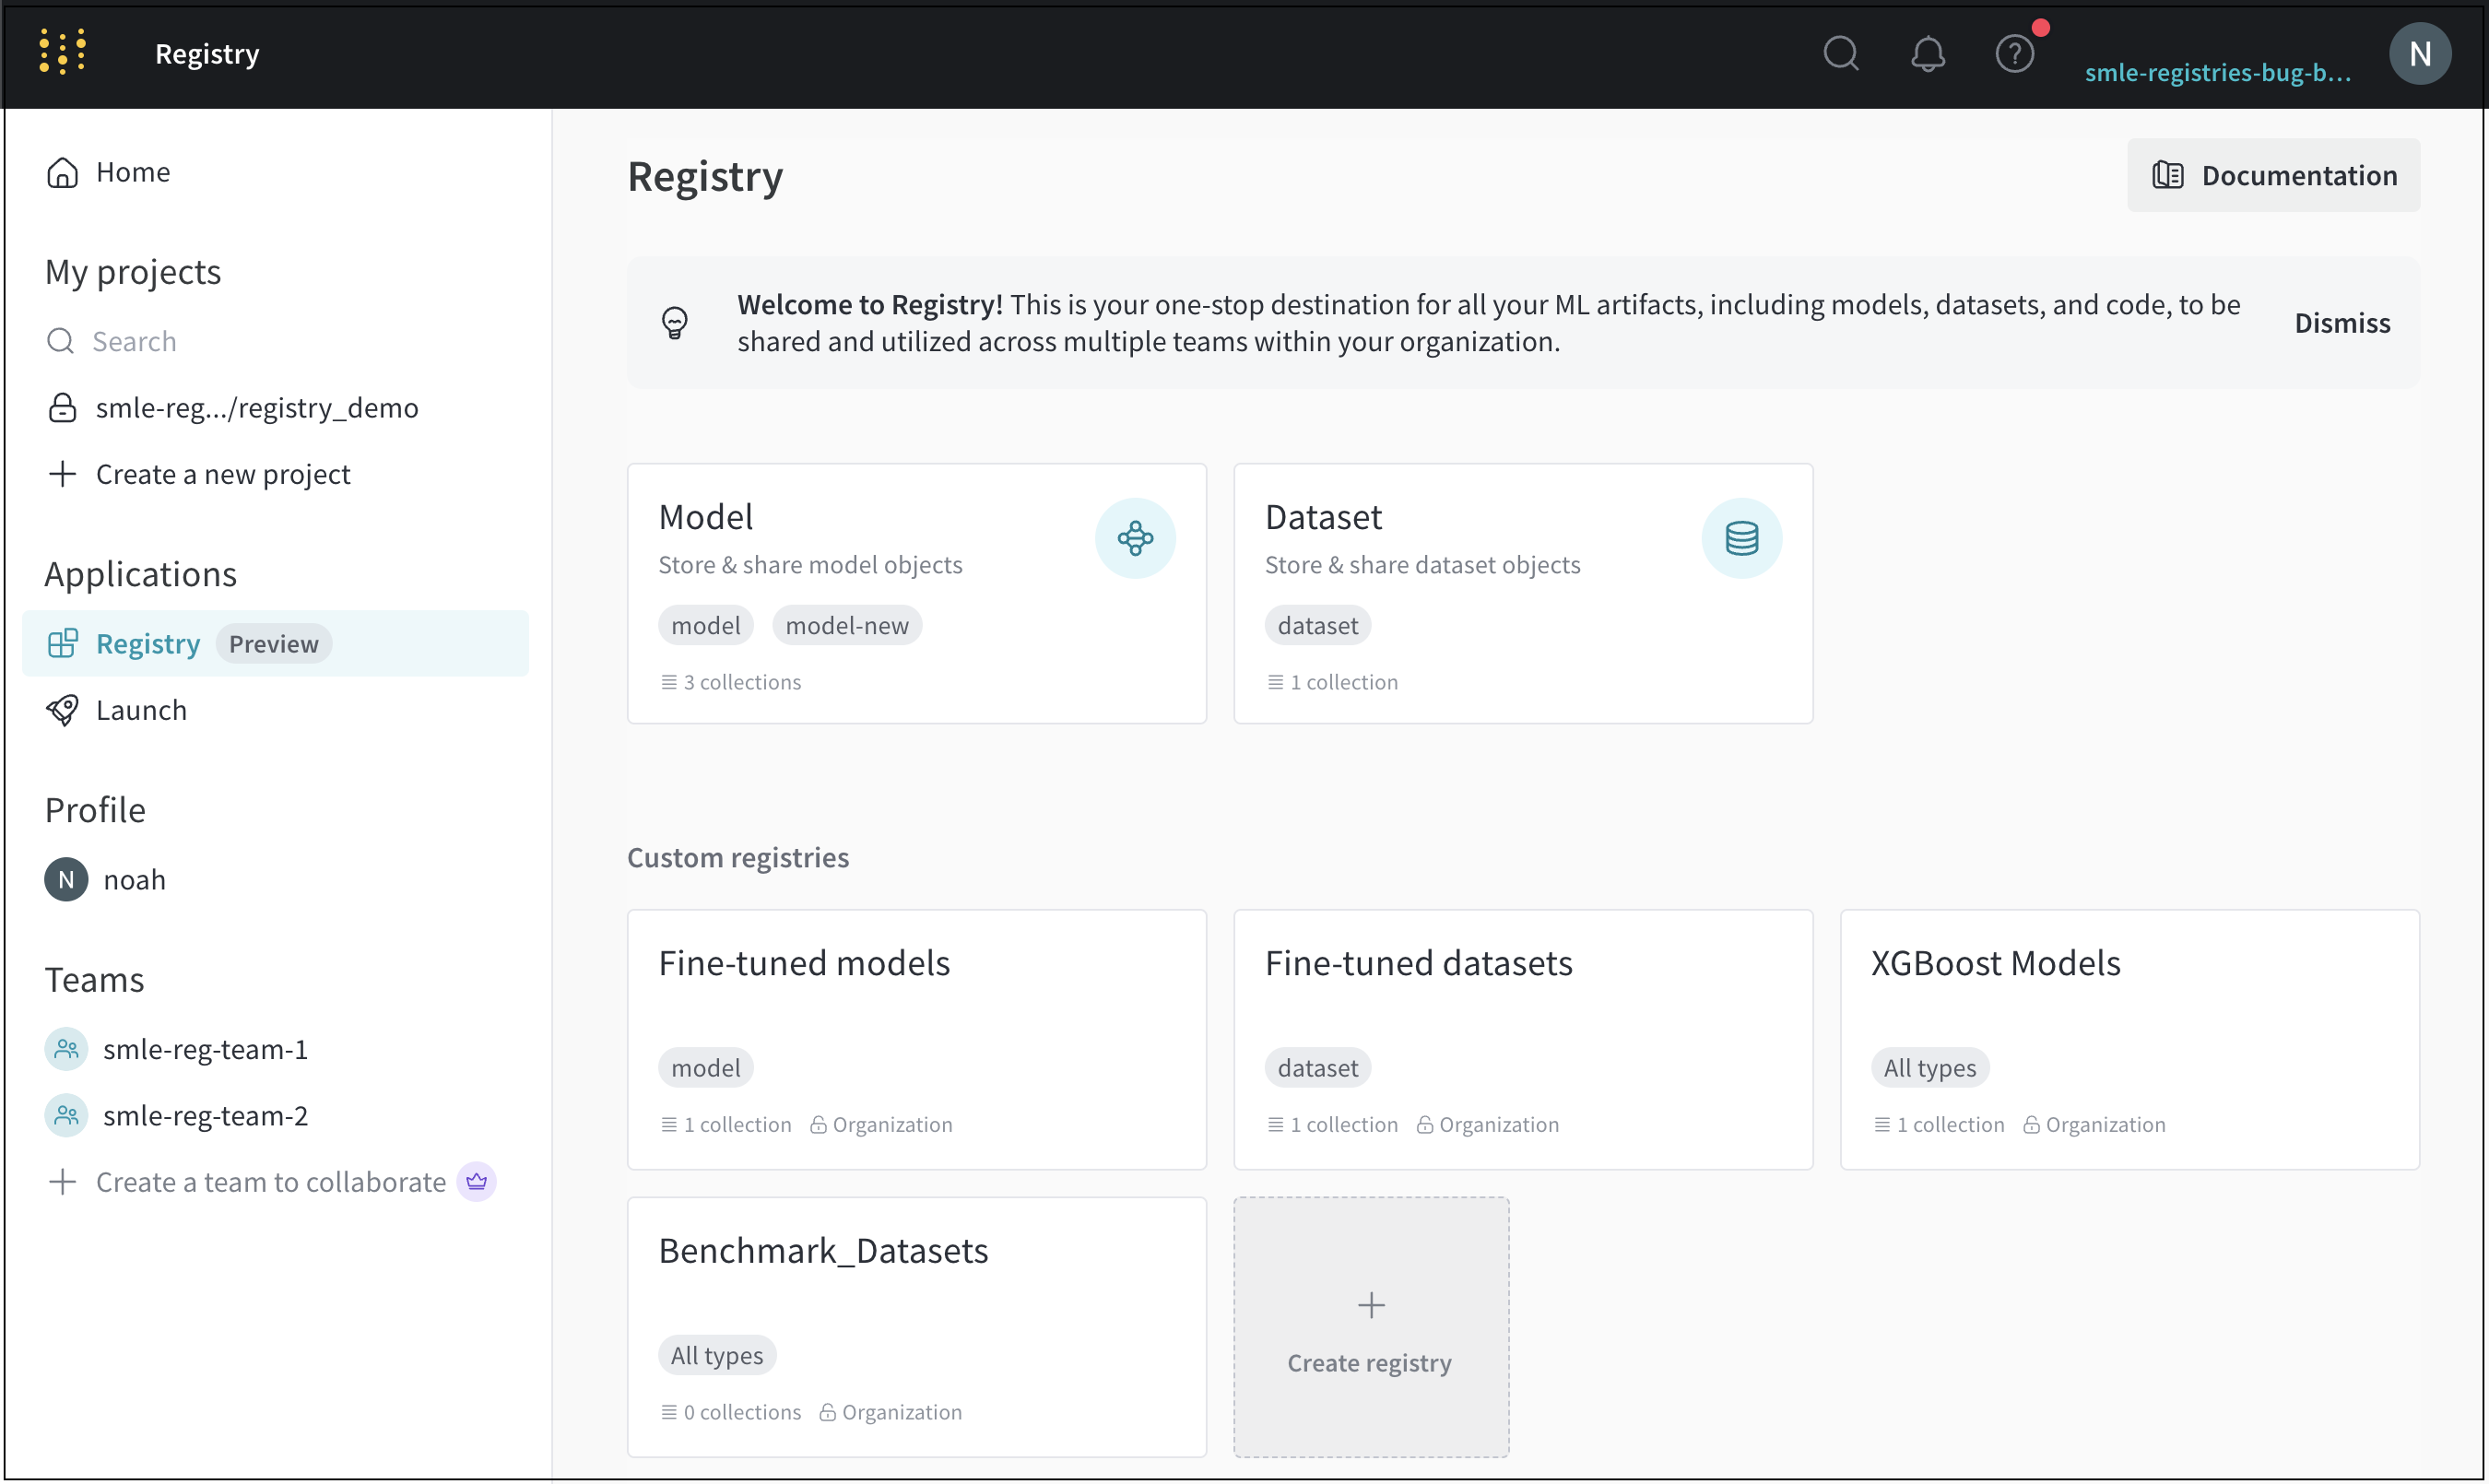 Registry
smle-registries-bug-b...
N
Home
My projects
Search
smle-reg.../registry_demo
Create a new project
Applications
Registry Preview
Launch
Profile
N noah
Teams
smle-reg-team-1
smle-reg-team-2
Create a team to collaborate
Registry
Documentation
Welcome to Registry! This is your one-stop destination for all your ML artifacts, including models, datasets, and code, to be
shared and utilized across multiple teams within your organization.
Dismiss
Model
Store & share model objects
model model-new
3 collections
Dataset
Store & share dataset objects
dataset
1 collection
Custom registries
Fine-tuned models
model
1 collection Organization
Fine-tuned datasets
dataset
1 collection Organization
XGBoost Models
All types
1 collection Organization
Benchmark_Datasets
All types
0 collections Organization
Create registry